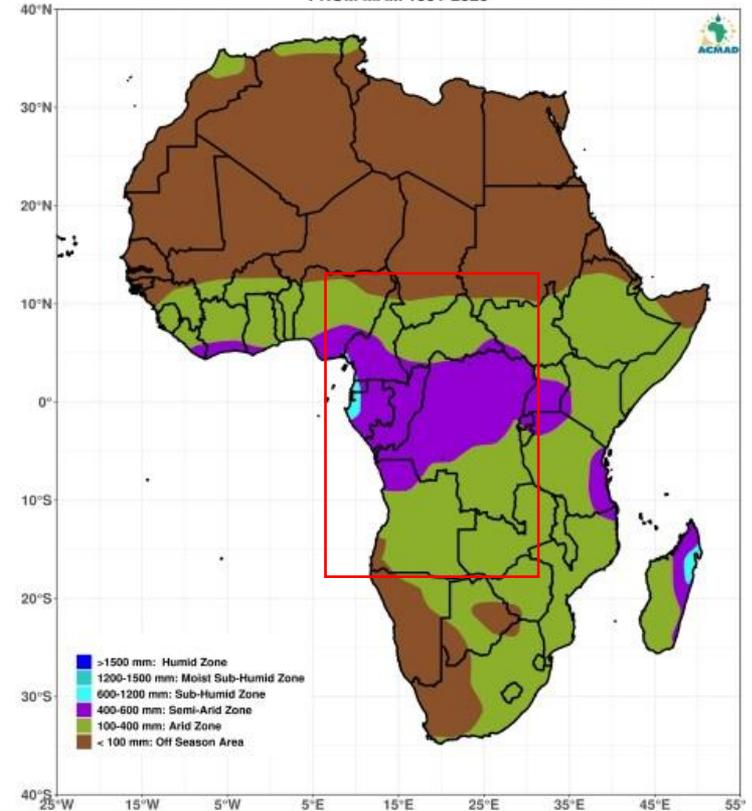 40°N
ACMAD
30°N
20°N
10°N
0°
10°S
20°S
>1500 mm: Humid Zone
1200-1500 mm: Moist Sub-Humid Zone
600-1200 mm: Sub-Humid Zone
400-600 mm: Semi-Arid Zone
100-400 mm: Arid Zone
< 100 mm: Off Season Area
30°S
40°S
25°W 15°W 5°W 5°E 15°E 25°E 35°E 45°E 55°E